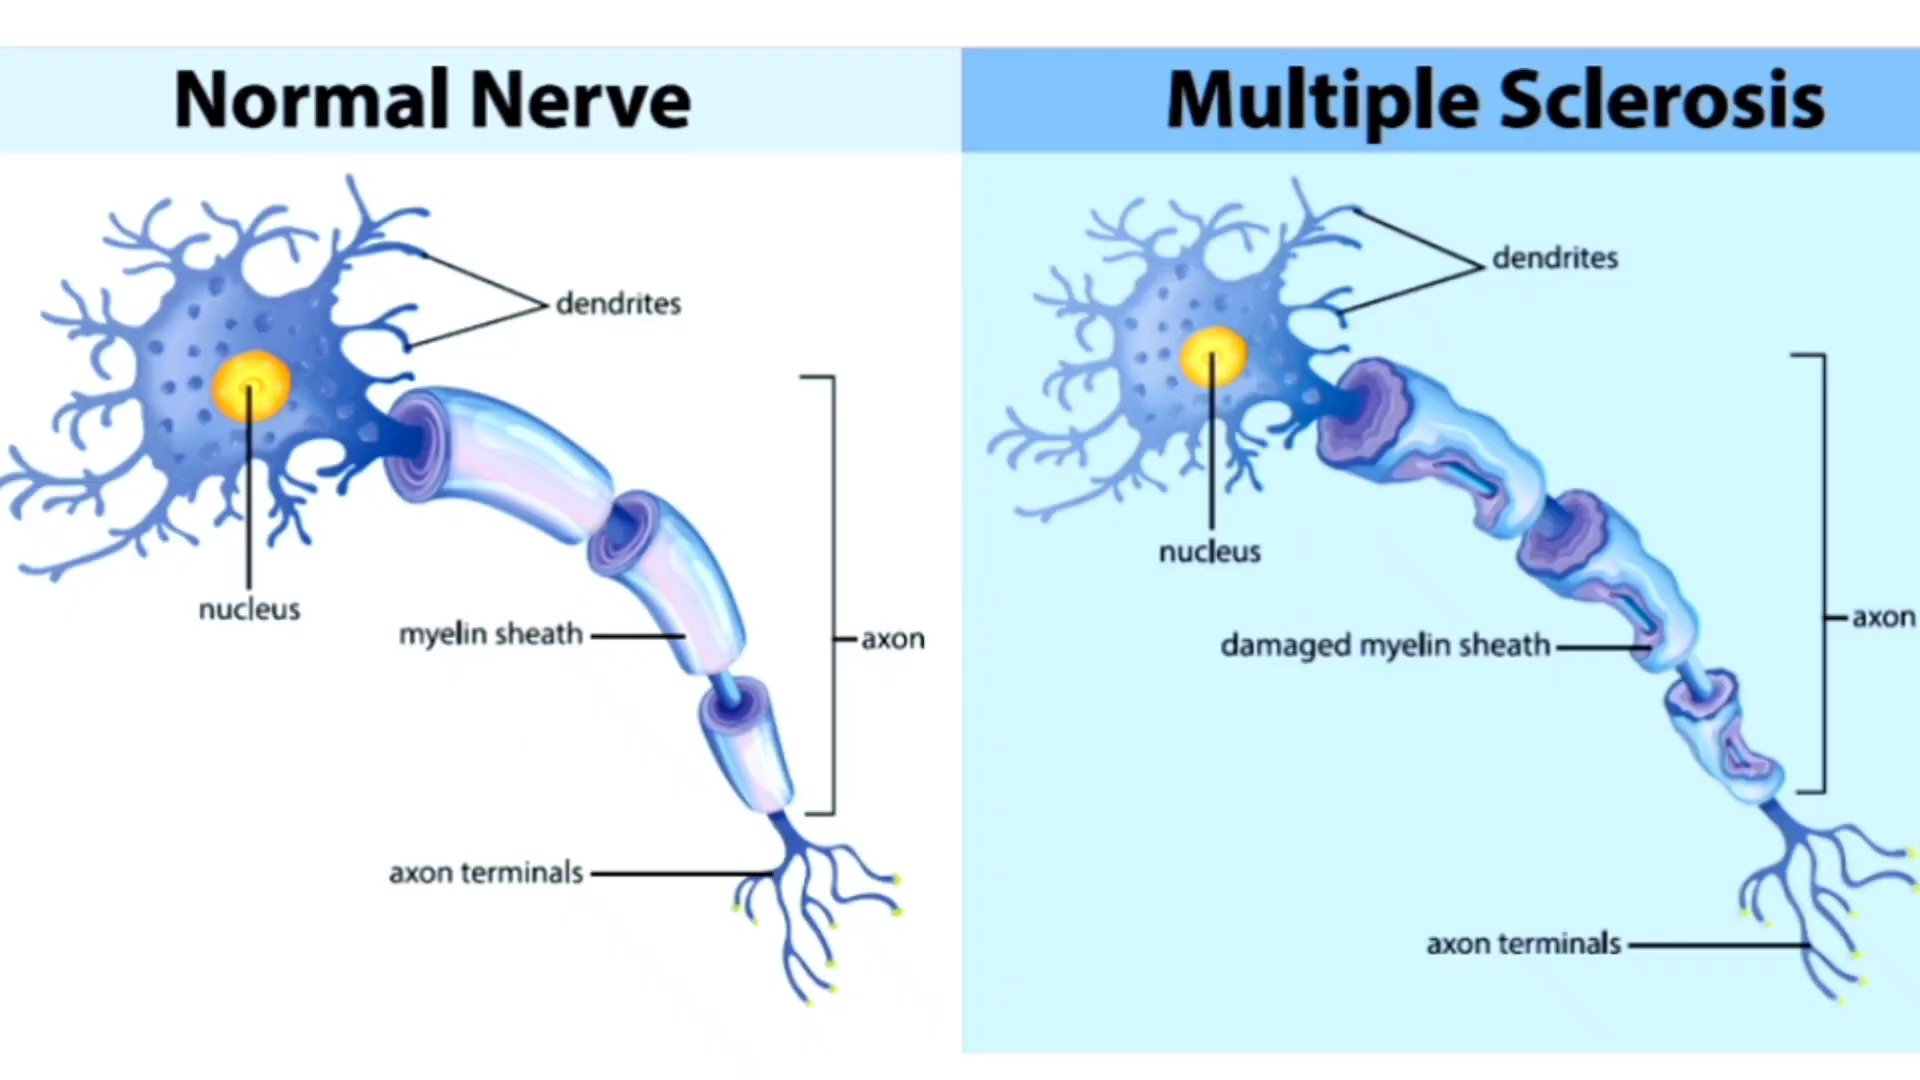 Normal Nerve
dendrites
nucleus
myelin sheath
axon
axon terminals
Multiple Sclerosis
dendrites
nucleus
damaged myelin sheath
axon
axon terminals